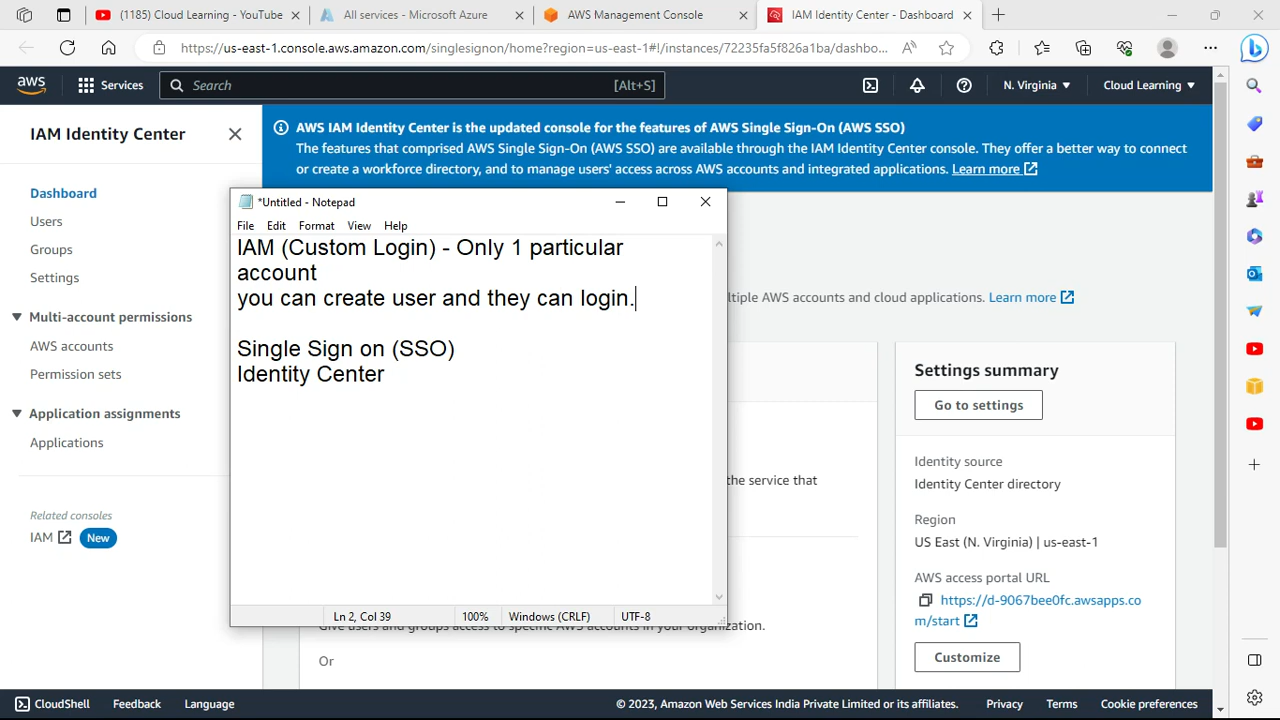 (1185) Cloud Learning - YouTube
All services - Microsoft Azure
AWS Management Console
IAM Identity Center - Dashboard
https://us-east-1.console.aws.amazon.com/singlesignon/home?region=us-east-1#!/instances/72235fa5f826a1ba/dashbo...
aws
Services
Search
[Alt+S]
N. Virginia
Cloud Learning
IAM Identity Center
AWS IAM Identity Center is the updated console for the features of AWS Single Sign-On (AWS SSO)
The features that comprised AWS Single Sign-On (AWS SSO) are available through the IAM Identity Center console. They offer a better way to connect
or create a workforce directory, and to manage users' access across AWS accounts and integrated applications. Learn more
Dashboard
Users
Groups
Settings
Multi-account permissions
AWS accounts
Permission sets
Application assignments
Applications
Related consoles
IAM
New
*Untitled - Notepad
File Edit Format View Help
IAM (Custom Login) - Only 1 particular
account
you can create user and they can login.
Single Sign on (SSO)
Identity Center
Ln 2, Col 39
100%
Windows (CRLF)
UTF-8
ltiple AWS accounts and cloud applications. Learn more
the service that
Give users and groups access to specific AWS accounts in your organization.
Or
Settings summary
Go to settings
Identity source
Identity Center directory
Region
US East (N. Virginia) | us-east-1
AWS access portal URL
https://d-9067bee0fc.awsapps.co
m/start
Customize
CloudShell
Feedback
Language
© 2023, Amazon Web Services India Private Limited or its affiliates.
Privacy
Terms
Cookie preferences